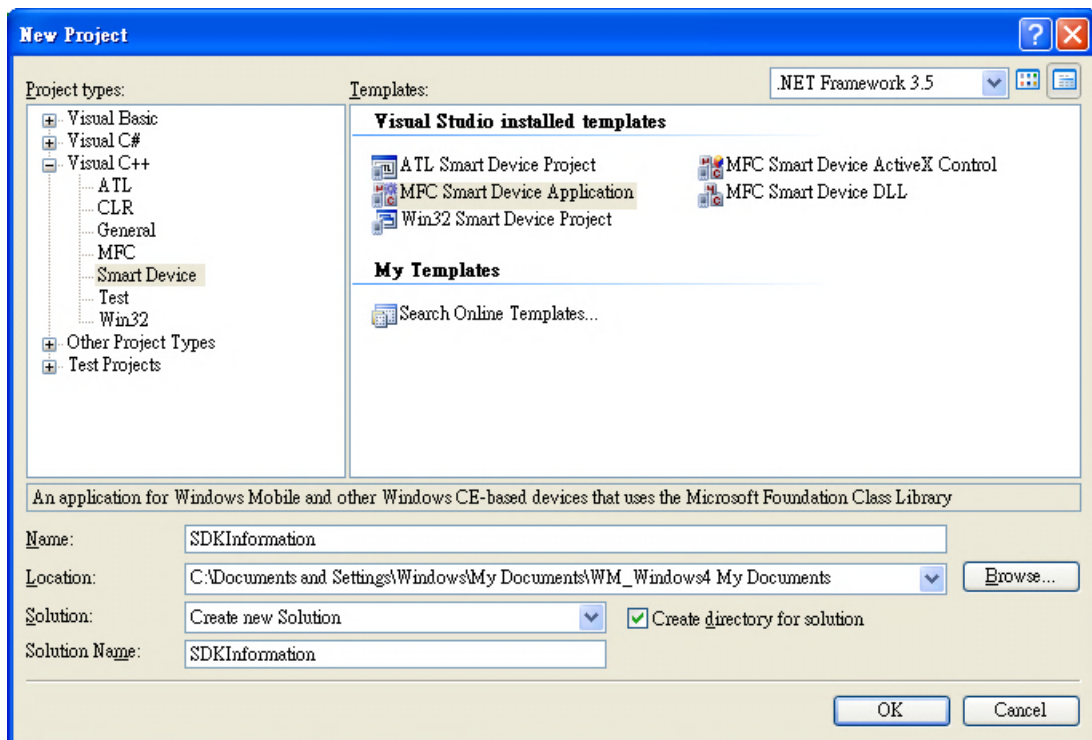 New Project
Project types:
Templates:
.NET Framework 3.5
Visual Basic
Visual C#
Visual C++
ATL
CLR
General
MFC
Smart Device
Test
Win32
Other Project Types
Test Projects
Visual Studio installed templates
ATL Smart Device Project
MFC Smart Device Application
Win32 Smart Device Project
MFC Smart Device ActiveX Control
MFC Smart Device DLL
My Templates
Search Online Templates...
An application for Windows Mobile and other Windows CE-based devices that uses the Microsoft Foundation Class Library
Name: SDKInformation
Location: C:\Documents and Settings\Windows\My Documents\WM_Windows4 My Documents Browse...
Solution: Create new Solution Create directory for solution
Solution Name: SDKInformation
OK Cancel